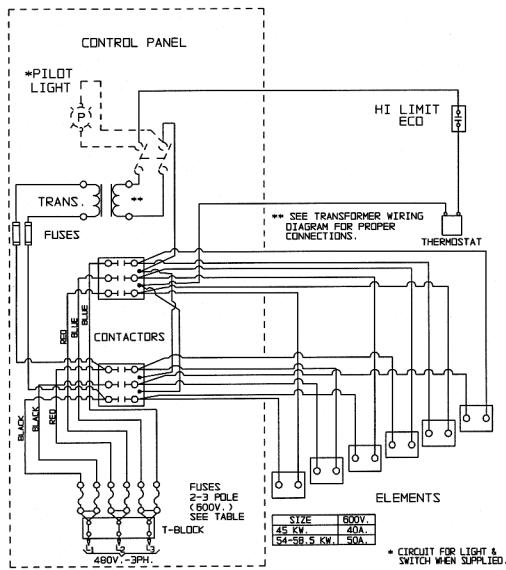 CONTROL PANEL
*PILOT
LIGHT
P
HI LIMIT
ECO
TRANS.
**
FUSES
** SEE TRANSFORMER WIRING
DIAGRAM FOR PROPER
CONNECTIONS.
THERMOSTAT
RED
BLUE
BLUE
CONTACTORS
BLACK
BLACK
RED
FUSES
2-3 POLE
(600V.)
SEE TABLE
T-BLOCK
ELEMENTS
L1 L2 L3
480V.-3PH.
SIZE 600V.
45 KW. 40A.
54-58.5 KW. 50A.
* CIRCUIT FOR LIGHT &
SWITCH WHEN SUPPLIED.